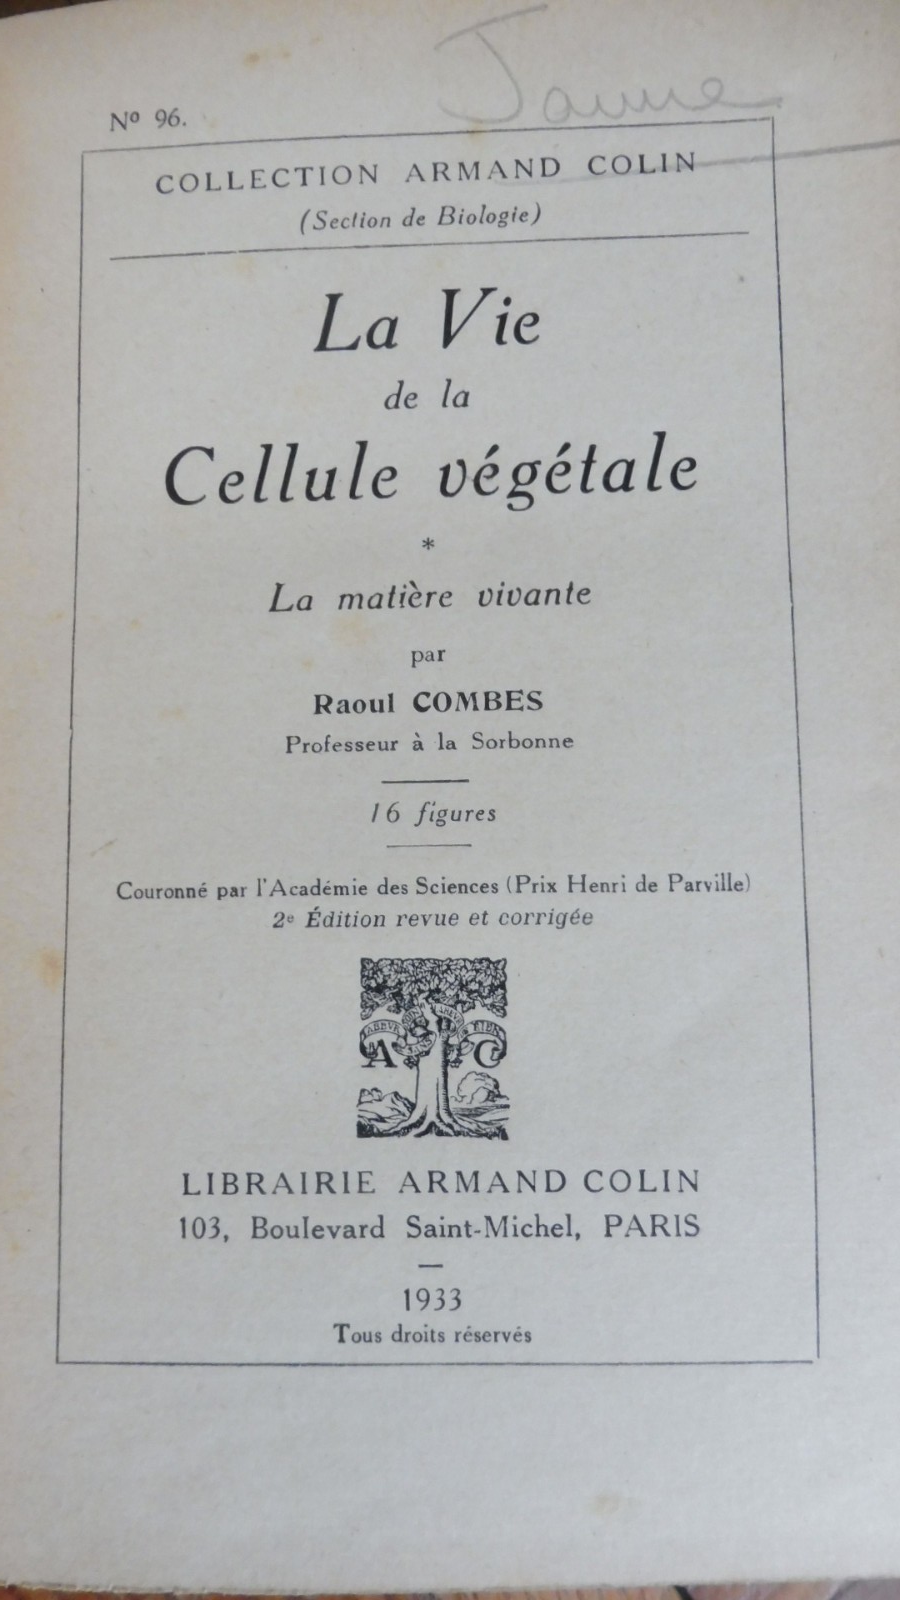 Nº 96.
COLLECTION ARMAND COLIN
(Section de Biologie)
La Vie
de la
Cellule végétale
*
La matière vivante
par
Raoul COMBES
Professeur à la Sorbonne
16 figures
Couronné par l'Académie des Sciences (Prix Henri de Parville)
2e Édition revue et corrigée
A C
LIBRAIRIE ARMAND COLIN
103, Boulevard Saint-Michel, PARIS
1933
Tous droits réservés